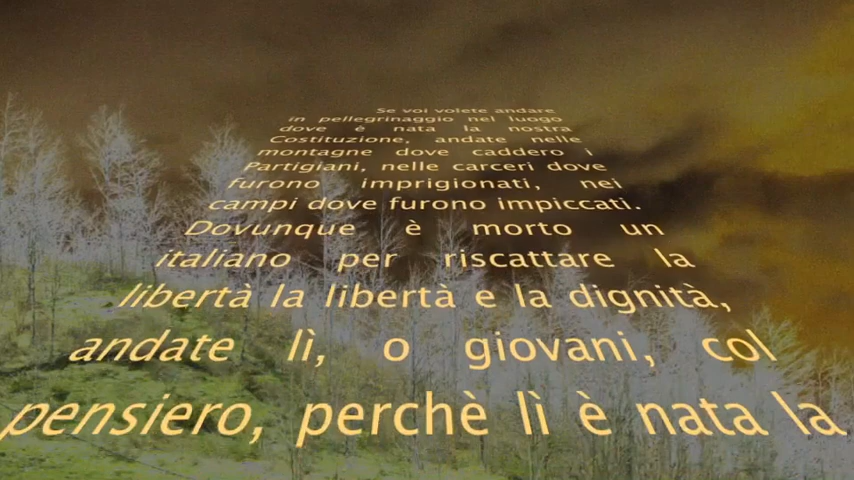 Se voi volete andare
in pellegrinaggio nel luogo
dove è nata la nostra
Costituzione, andate nelle
montagne dove caddero i
Partigiani, nelle carceri dove
furono imprigionati, nei
campi dove furono impiccati.
Dovunque è morto un
italiano per riscattare la
libertà la libertà e la dignità,
andate lì, o giovani, col
pensiero, perchè lì è nata la